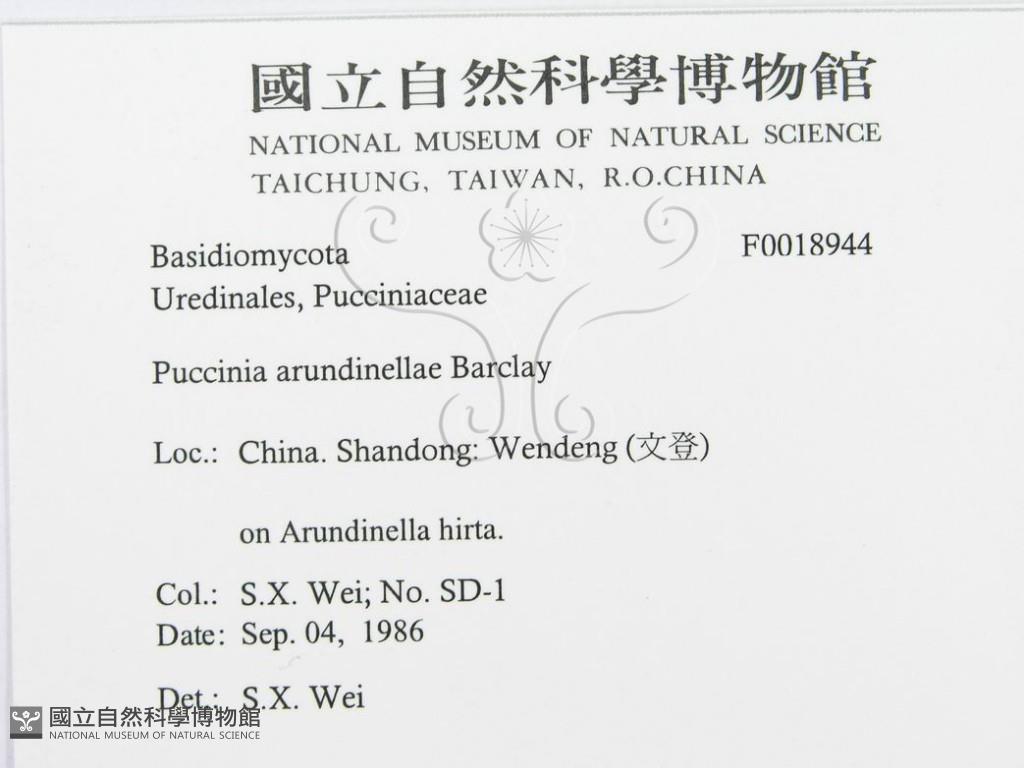 國立自然科學博物館
NATIONAL MUSEUM OF NATURAL SCIENCE
TAICHUNG, TAIWAN, R.O.CHINA
Basidiomycota F0018944
Uredinales, Pucciniaceae
Puccinia arundinellae Barclay
Loc.: China. Shandong: Wendeng (文登)
on Arundinella hirta.
Col.: S.X. Wei; No. SD-1
Date: Sep. 04, 1986
Det.: S.X. Wei
國立自然科學博物館
NATIONAL MUSEUM OF NATURAL SCIENCE